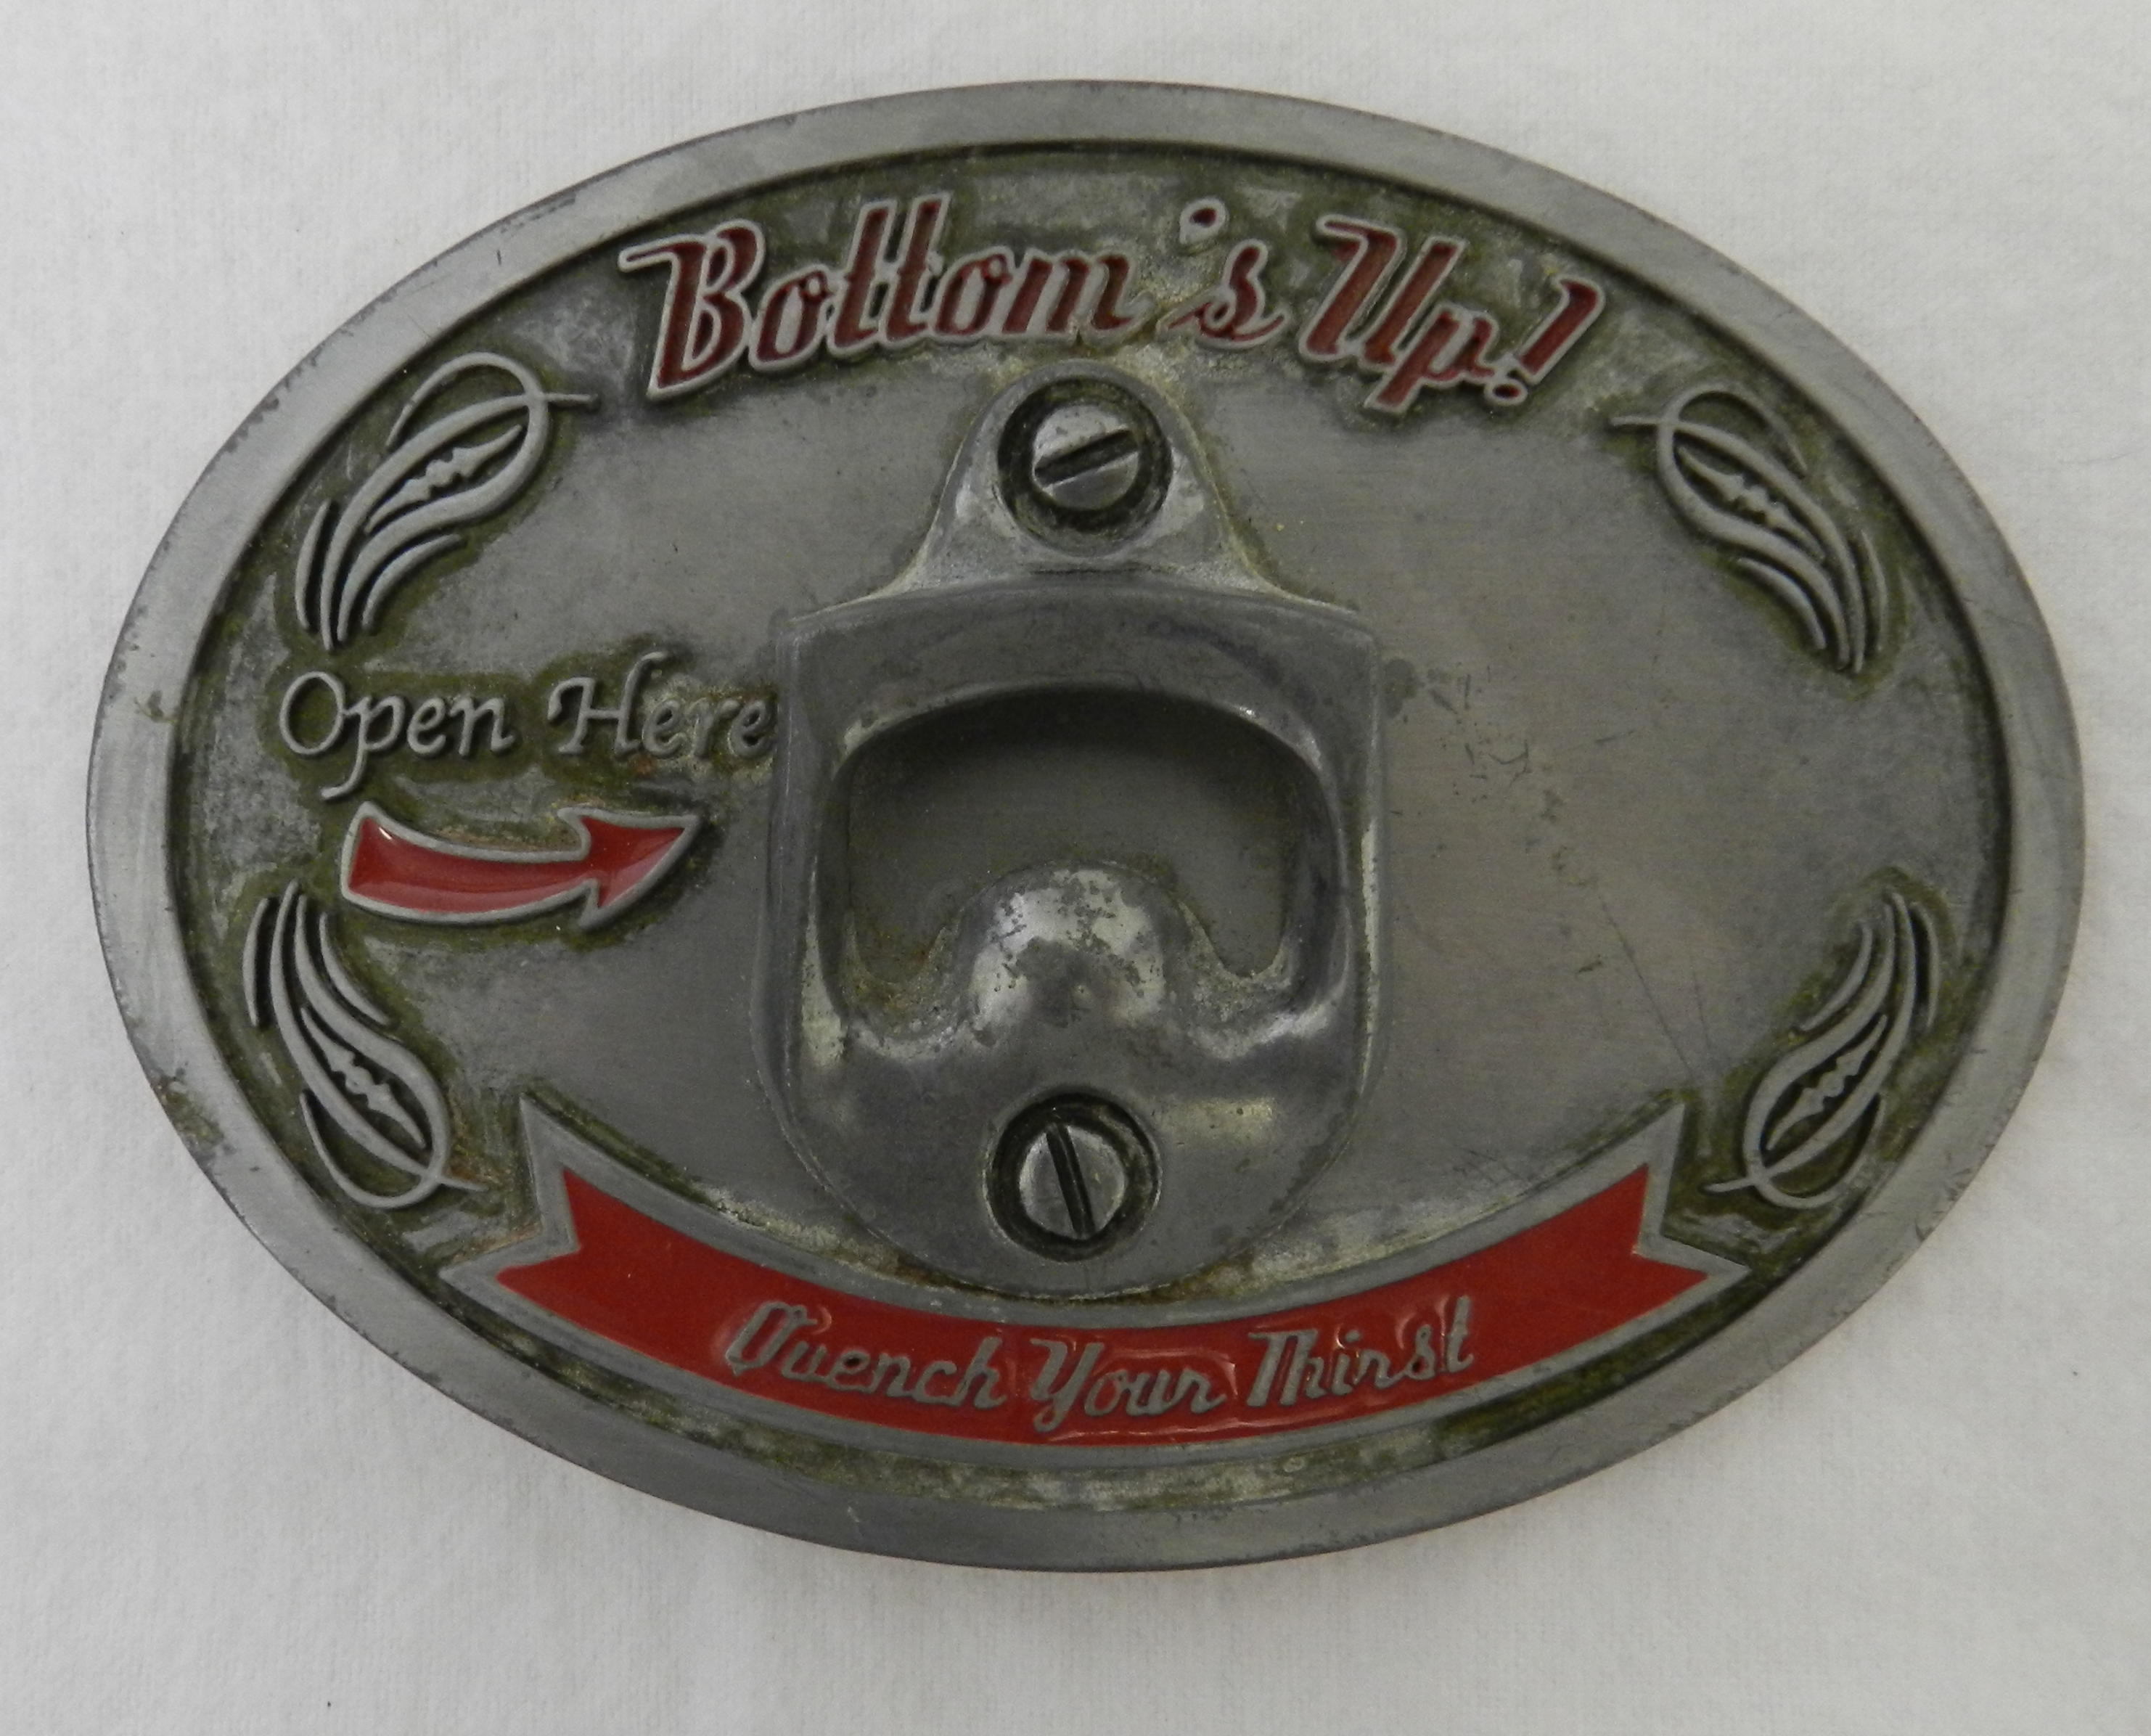 Bottom's Up!
Open Here
Quench Your Thirst